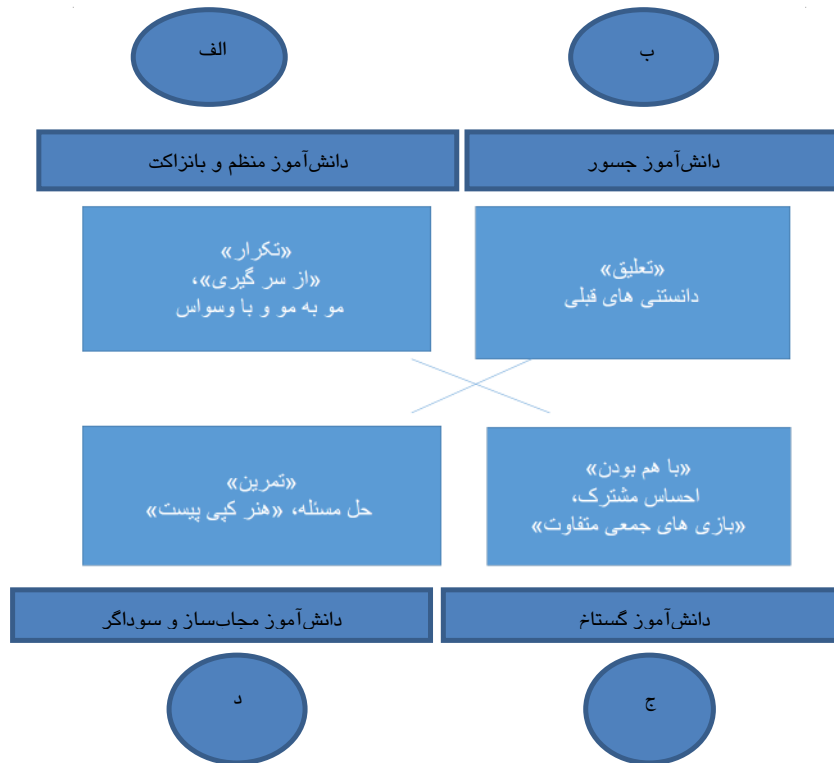 ب
الف
دانش‌آموز جسور
دانش‌آموز منظم و بانزاکت
«تعلیق»
دانستنی های قبلی
«تکرار»
«از سر گیری»،
مو به مو و با وسواس
«با هم بودن»
احساس مشترک،
«بازی های جمعی متفاوت»
«تمرین»
حل مسئله، «هنر کپی پیست»
دانش‌آموز گستاخ
دانش‌آموز مجاب‌ساز و سوداگر
ج
د